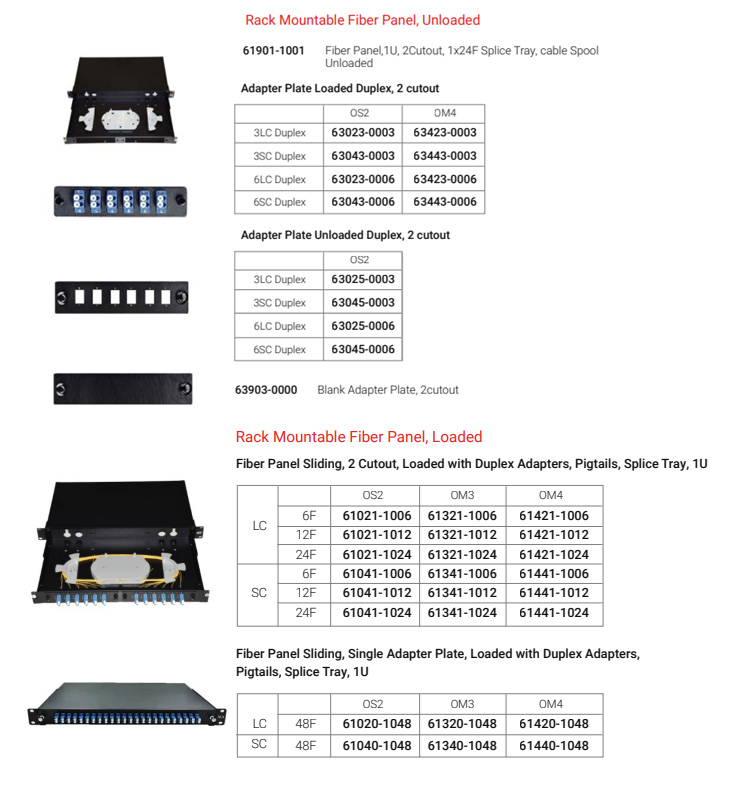 Rack Mountable Fiber Panel, Unloaded
61901-1001 Fiber Panel,1U, 2Cutout, 1x24F Splice Tray, cable Spool
Unloaded
Adapter Plate Loaded Duplex, 2 cutout
OS2 OM4
3LC Duplex 63023-0003 63423-0003
3SC Duplex 63043-0003 63443-0003
6LC Duplex 63023-0006 63423-0006
6SC Duplex 63043-0006 63443-0006
Adapter Plate Unloaded Duplex, 2 cutout
OS2
3LC Duplex 63025-0003
3SC Duplex 63045-0003
6LC Duplex 63025-0006
6SC Duplex 63045-0006
63903-0000 Blank Adapter Plate, 2cutout
Rack Mountable Fiber Panel, Loaded
Fiber Panel Sliding, 2 Cutout, Loaded with Duplex Adapters, Pigtails, Splice Tray, 1U
OS2 OM3 OM4
LC 6F 61021-1006 61321-1006 61421-1006
12F 61021-1012 61321-1012 61421-1012
24F 61021-1024 61321-1024 61421-1024
SC 6F 61041-1006 61341-1006 61441-1006
12F 61041-1012 61341-1012 61441-1012
24F 61041-1024 61341-1024 61441-1024
Fiber Panel Sliding, Single Adapter Plate, Loaded with Duplex Adapters,
Pigtails, Splice Tray, 1U
OS2 OM3 OM4
LC 48F 61020-1048 61320-1048 61420-1048
SC 48F 61040-1048 61340-1048 61440-1048